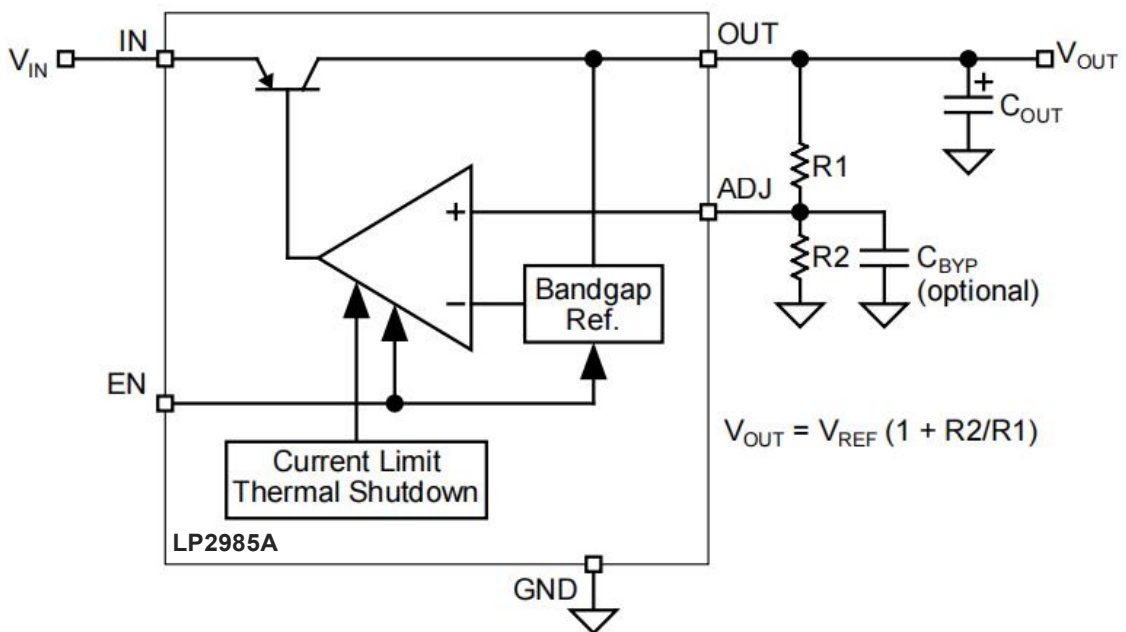 IN
OUT
VIN
VOUT
+
COUT
R1
ADJ
+
R2
CBYP
(optional)
−
Bandgap
Ref.
EN
VOUT = VREF (1 + R2/R1)
Current Limit
Thermal Shutdown
LP2985A
GND